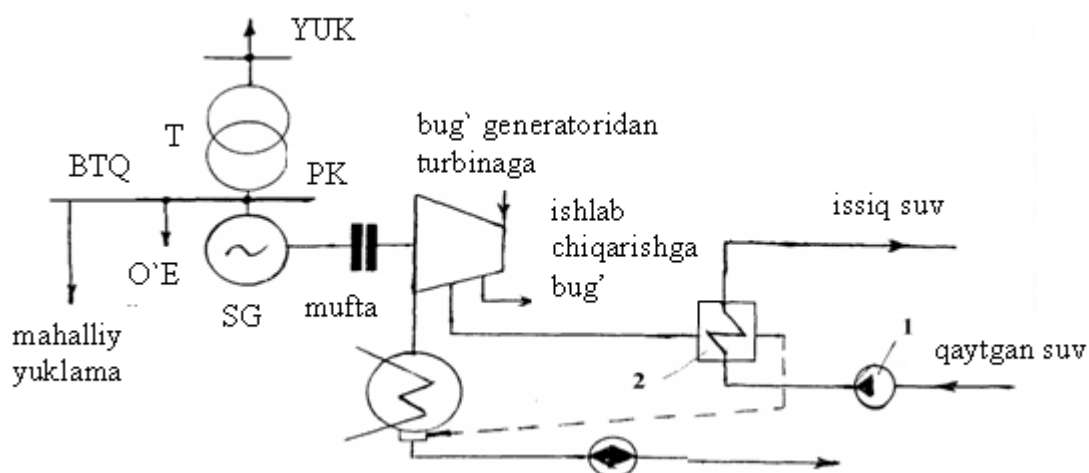 YUK
T
bug` generatoridan
turbinaga
BTQ
PK
ishlab
chiqarishga
bug'
issiq suv
O`E
SG
mufta
mahalliy
yuklama
1
qaytgan suv
2